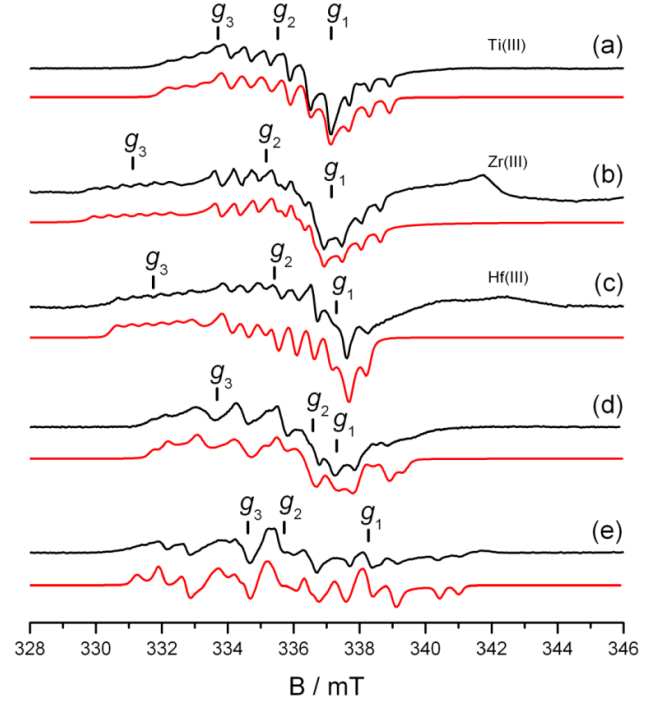 g3 g2 g1
Ti(III) (a)
g3 g2 g1
Zr(III) (b)
g3 g2 g1
Hf(III) (c)
g3 g2 g1
(d)
g3 g2 g1
(e)
328 330 332 334 336 338 340 342 344 346
B / mT